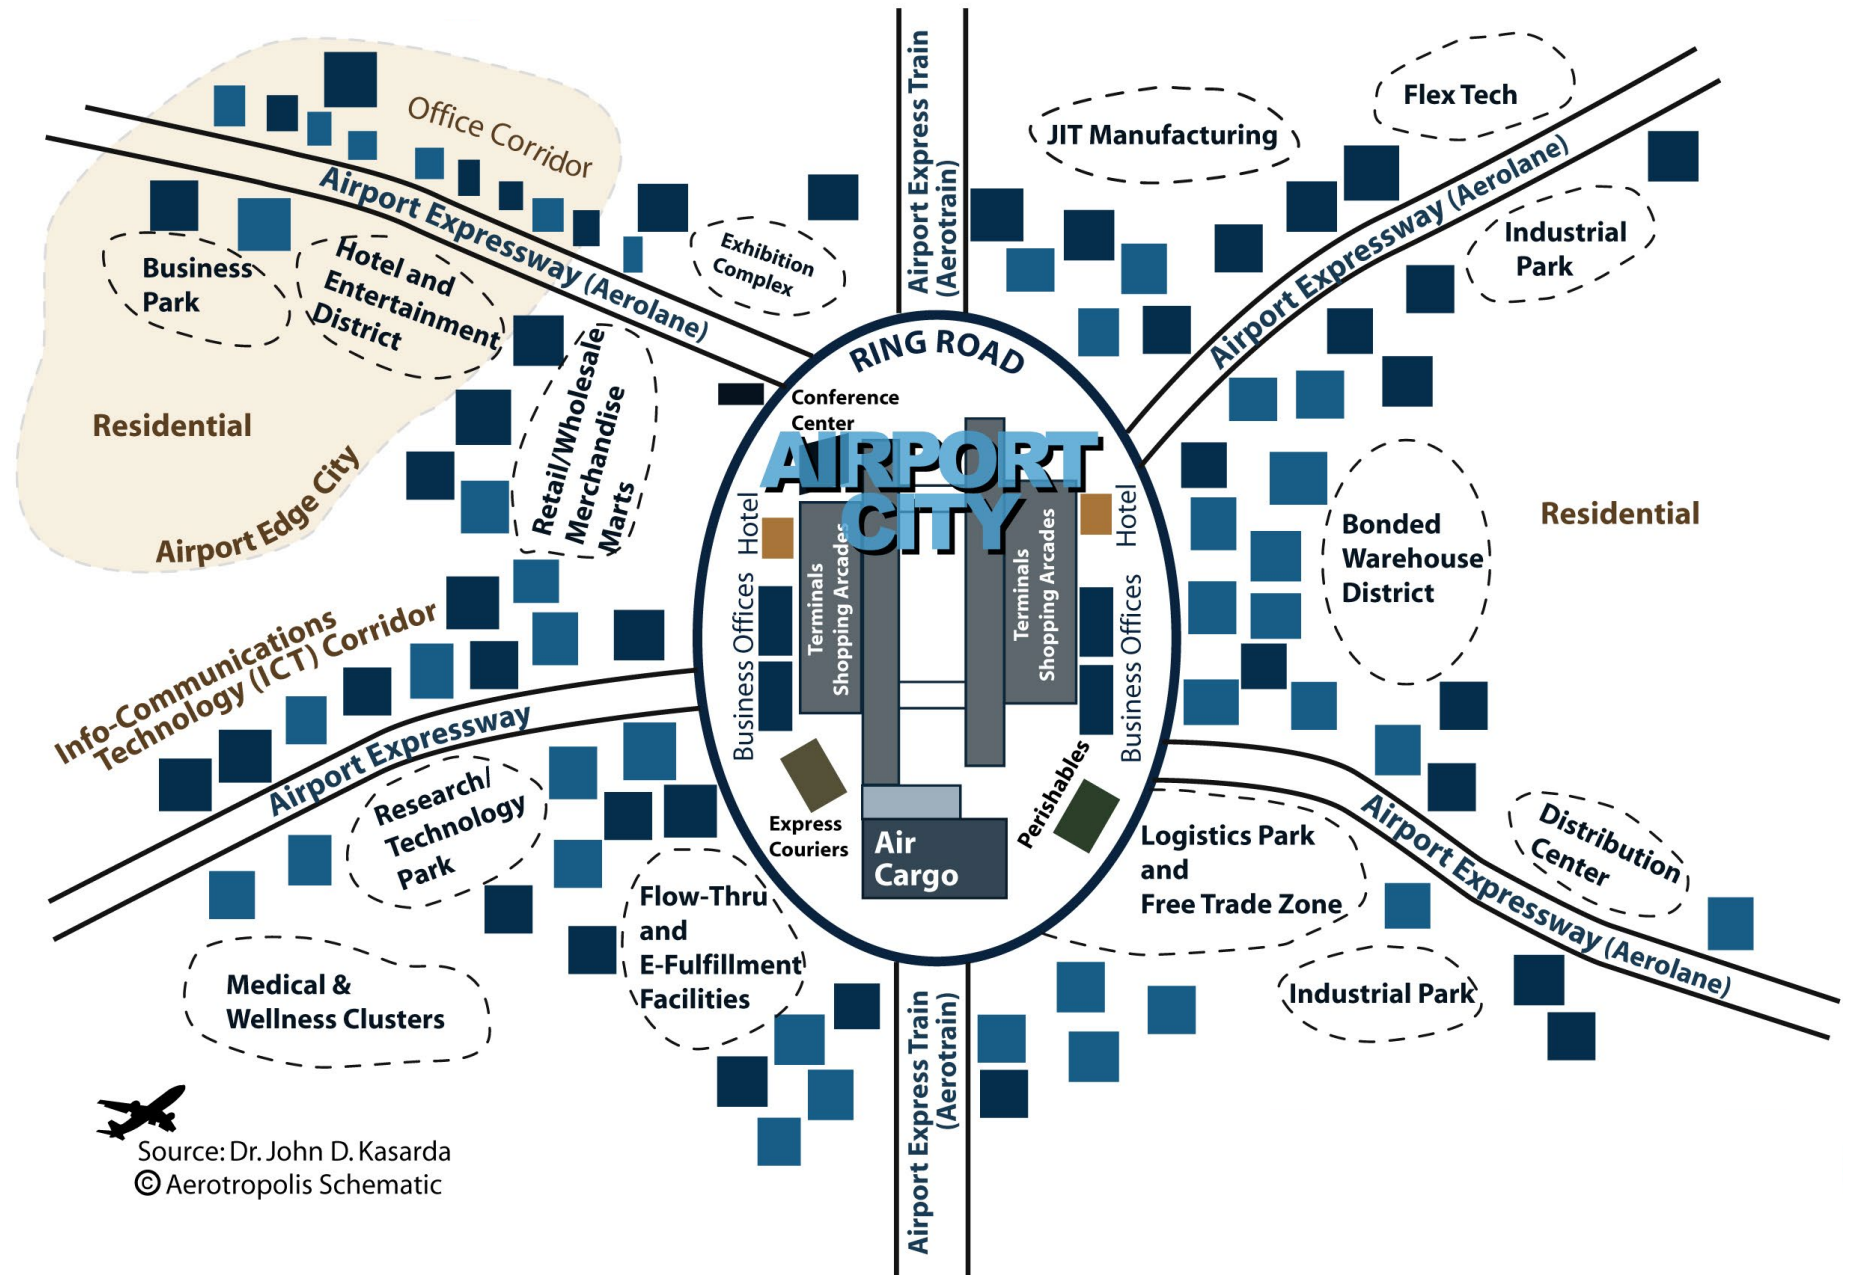 Office Corridor
Airport Expressway (Aerolane)
Business
Park
Hotel and
Entertainment
District
Residential
Airport Edge City
Exhibition
Complex
Retail/Wholesale
Merchandise
Marts
Airport Express Train
(Aerotrain)
JIT Manufacturing
Flex Tech
Airport Expressway (Aerolane)
Industrial
Park
RING ROAD
Conference
Center
AIRPORT
CITY
Hotel
Hotel
Terminals
Shopping Arcades
Terminals
Shopping Arcades
Business Offices
Business Offices
Express
Couriers
Perishables
Air
Cargo
Bonded
Warehouse
District
Residential
Info-Communications
Technology (ICT) Corridor
Airport Expressway
Research/
Technology
Park
Medical &
Wellness Clusters
Flow-Thru
and
E-Fulfillment
Facilities
Logistics Park
and
Free Trade Zone
Airport Expressway (Aerolane)
Distribution
Center
Industrial Park
Airport Express Train
(Aerotrain)
Source: Dr. John D. Kasarda
© Aerotropolis Schematic